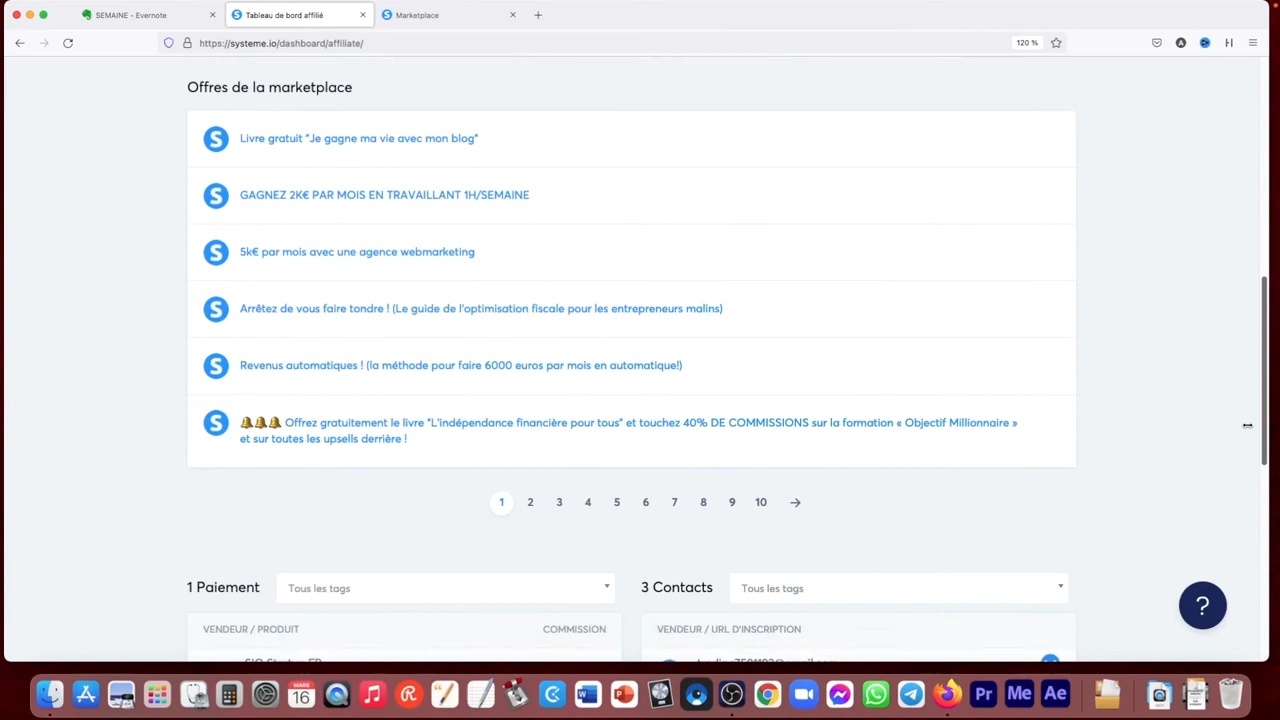 SEMAINE - Evernote
Tableau de bord affilié
Marketplace
https://systeme.io/dashboard/affiliate/
120 %
Offres de la marketplace
Livre gratuit "Je gagne ma vie avec mon blog"
GAGNEZ 2K€ PAR MOIS EN TRAVAILLANT 1H/SEMAINE
5k€ par mois avec une agence webmarketing
Arrêtez de vous faire tondre ! (Le guide de l'optimisation fiscale pour les entrepreneurs malins)
Revenus automatiques ! (la méthode pour faire 6000 euros par mois en automatique!)
🔔🔔🔔 Offrez gratuitement le livre "L'indépendance financière pour tous" et touchez 40% DE COMMISSIONS sur la formation « Objectif Millionnaire »
et sur toutes les upsells derrière !
1 2 3 4 5 6 7 8 9 10 →
1 Paiement
Tous les tags
3 Contacts
Tous les tags
?
VENDEUR / PRODUIT
COMMISSION
VENDEUR / URL D'INSCRIPTION
MARS
16
Pr
Me
Ae